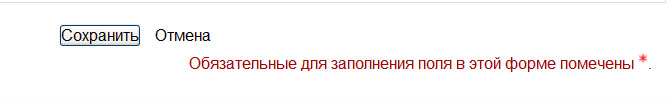 Сохранить Отмена
Обязательные для заполнения поля в этой форме помечены *.